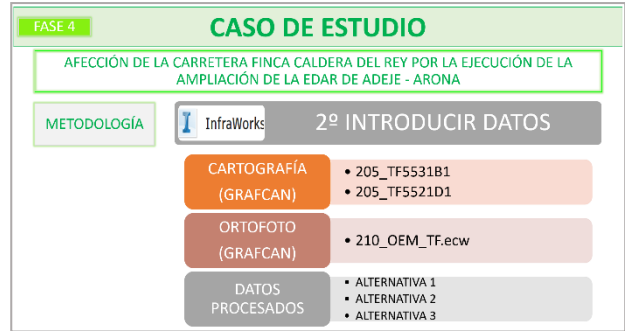 FASE 4
CASO DE ESTUDIO
AFECCIÓN DE LA CARRETERA FINCA CALDERA DEL REY POR LA EJECUCIÓN DE LA
AMPLIACIÓN DE LA EDAR DE ADEJE - ARONA
METODOLOGÍA
I InfraWorks
2º INTRODUCIR DATOS
CARTOGRAFÍA
(GRAFCAN)
• 205_TF5531B1
• 205_TF5521D1
ORTOFOTO
(GRAFCAN)
• 210_OEM_TF.ecw
DATOS
PROCESADOS
• ALTERNATIVA 1
• ALTERNATIVA 2
• ALTERNATIVA 3